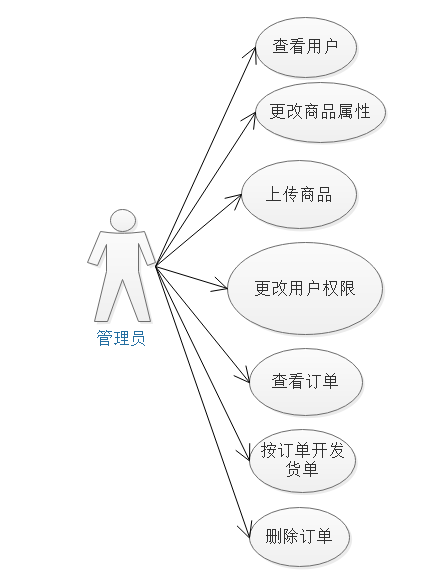 查看用户
更改商品属性
上传商品
更改用户权限
管理员
查看订单
按订单开发
货单
删除订单